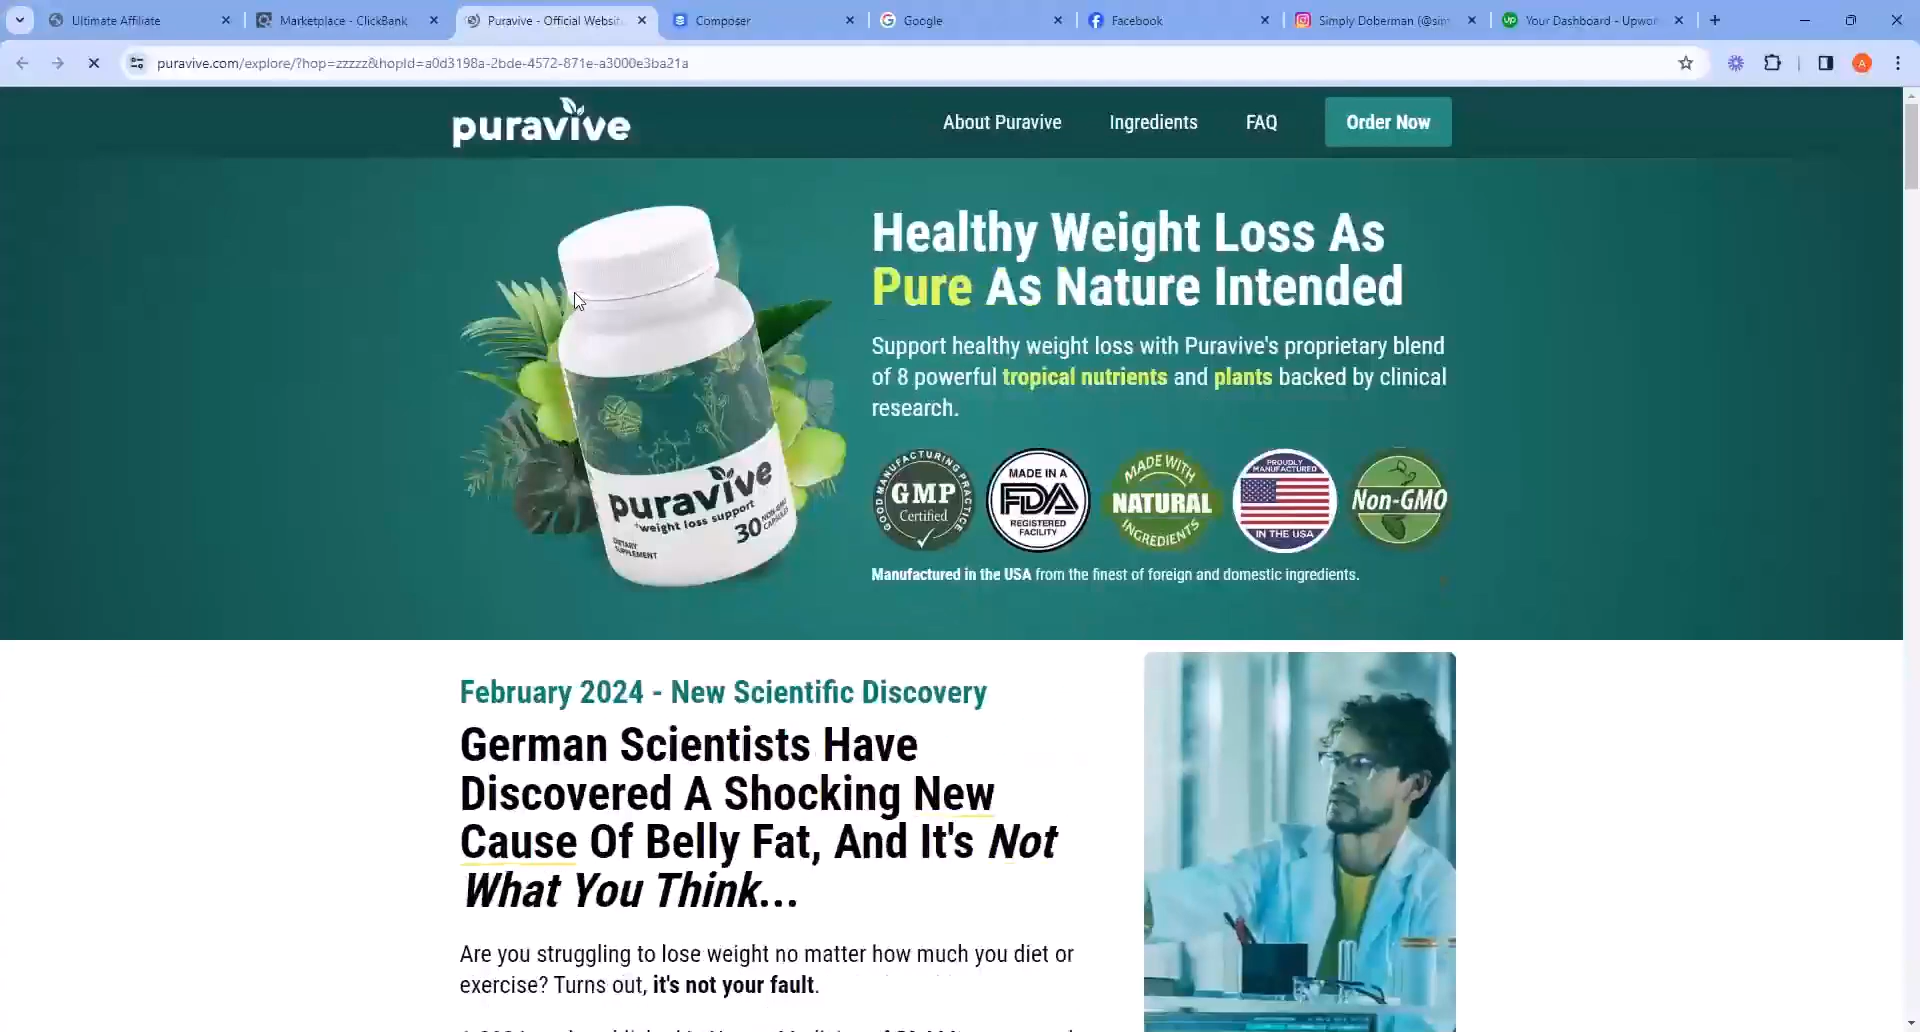 Ultimate Affiliate
Marketplace - ClickBank
Puravive - Official Website
Composer
Google
Facebook
Simply Doberman (@sim
Your Dashboard - Upwor
puravive.com/explore/?hop=zzzzz&hopId=a0d3198a-2bde-4572-871e-a3000e3ba21a
A
puravive
About Puravive
Ingredients
FAQ
Order Now
Healthy Weight Loss As
Pure As Nature Intended
Support healthy weight loss with Puravive's proprietary blend
of 8 powerful tropical nutrients and plants backed by clinical
research.
puravive
weight loss support
DIETARY
SUPPLEMENT
30 NON-GMO
CAPSULES
GOOD MANUFACTURING PRACTICE
GMP
Certified
MADE IN A
FDA
REGISTERED
FACILITY
MADE WITH
NATURAL
INGREDIENTS
PROUDLY
MANUFACTURED
IN THE USA
Non-GMO
Manufactured in the USA from the finest of foreign and domestic ingredients.
February 2024 - New Scientific Discovery
German Scientists Have
Discovered A Shocking New
Cause Of Belly Fat, And It's Not
What You Think...
Are you struggling to lose weight no matter how much you diet or
exercise? Turns out, it's not your fault.